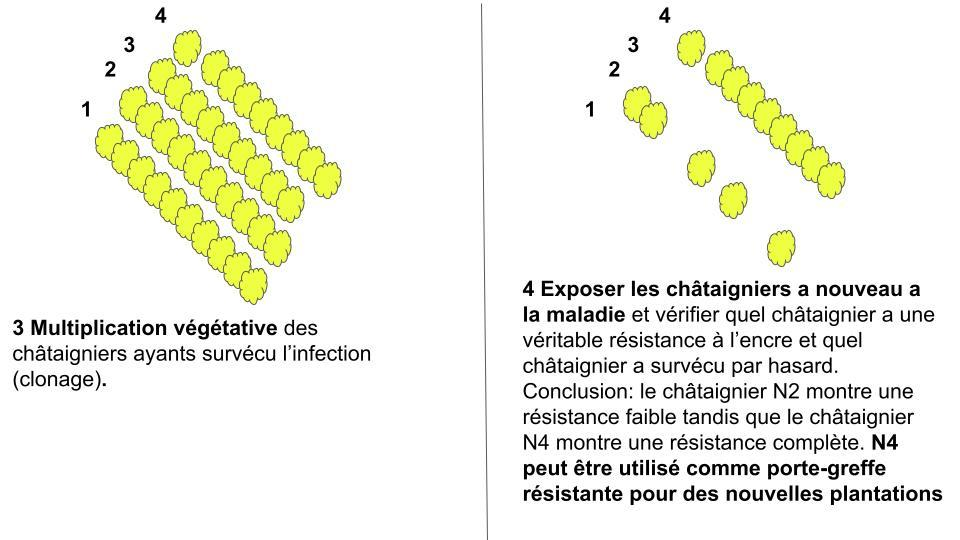 4
3
2
1
3 Multiplication végétative des
châtaigniers ayants survécu l’infection
(clonage).
4
3
2
1
4 Exposer les châtaigniers a nouveau a
la maladie et vérifier quel châtaignier a une
véritable résistance à l’encre et quel
châtaignier a survécu par hasard.
Conclusion: le châtaignier N2 montre une
résistance faible tandis que le châtaignier
N4 montre une résistance complète. N4
peut être utilisé comme porte-greffe
résistante pour des nouvelles plantations